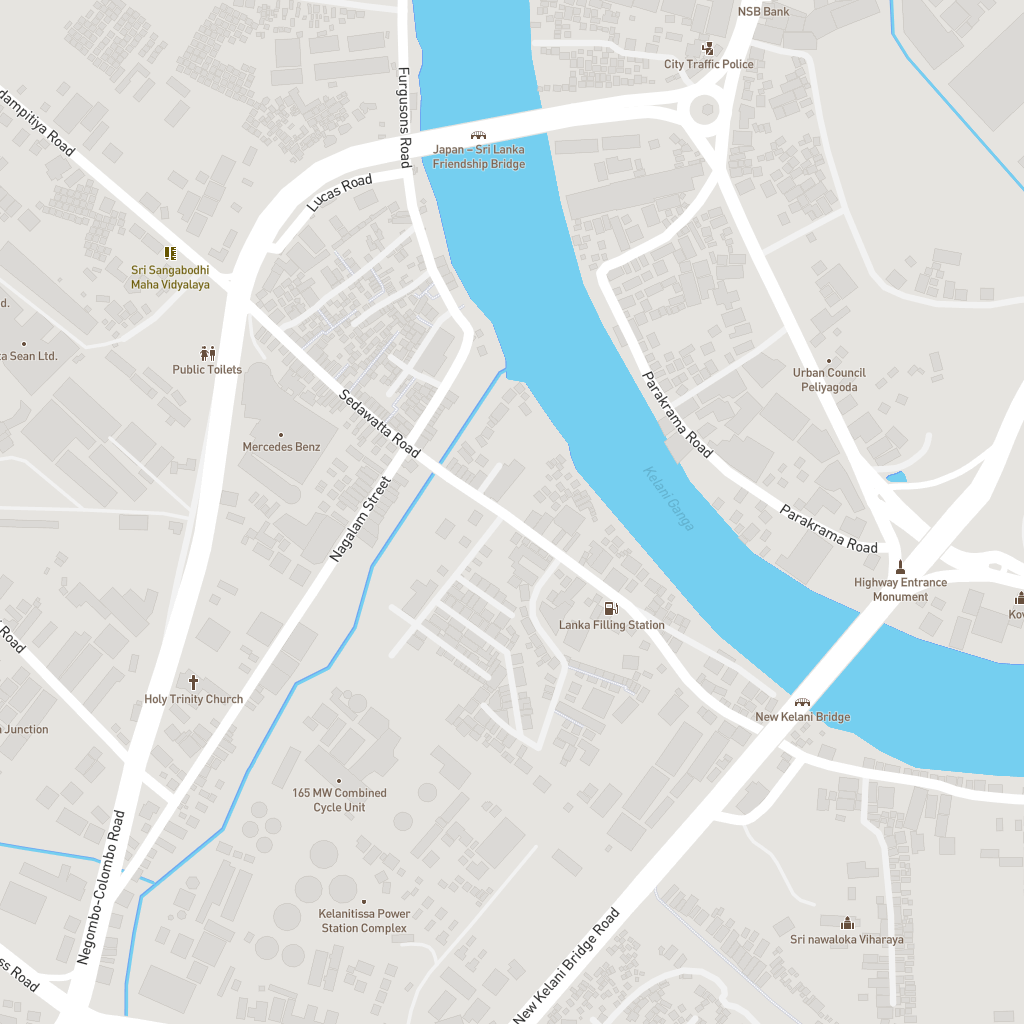 NSB Bank
City Traffic Police
Furgusons Road
Japan - Sri Lanka
Friendship Bridge
Lucas Road
Sri Sangabodhi
Maha Vidyalaya
Public Toilets
Urban Council
Peliyagoda
Parakrama Road
Sedawatta Road
Mercedes Benz
Kelani Ganga
Nagalam Street
Parakrama Road
Highway Entrance
Monument
Lanka Filling Station
Road
Holy Trinity Church
New Kelani Bridge
Junction
165 MW Combined
Cycle Unit
Negombo-Colombo Road
Kelanitissa Power
Station Complex
Sri nawaloka Viharaya
New Kelani Bridge Road
Road